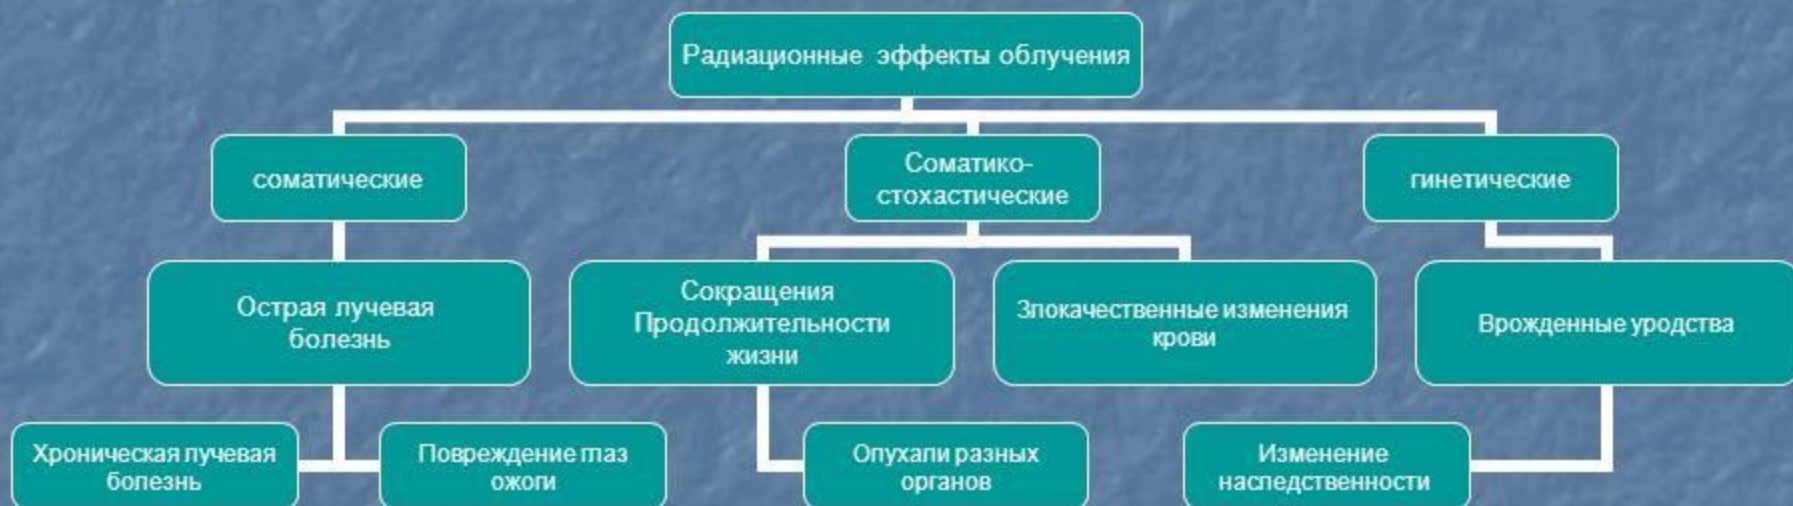 Радиационные эффекты облучения
соматические
Соматико-
стохастические
гинетические
Острая лучевая
болезнь
Сокращения
Продолжительности
жизни
Злокачественные изменения
крови
Врожденные уродства
Хроническая лучевая
болезнь
Повреждение глаз
ожоги
Опухали разных
органов
Изменение
наследственности